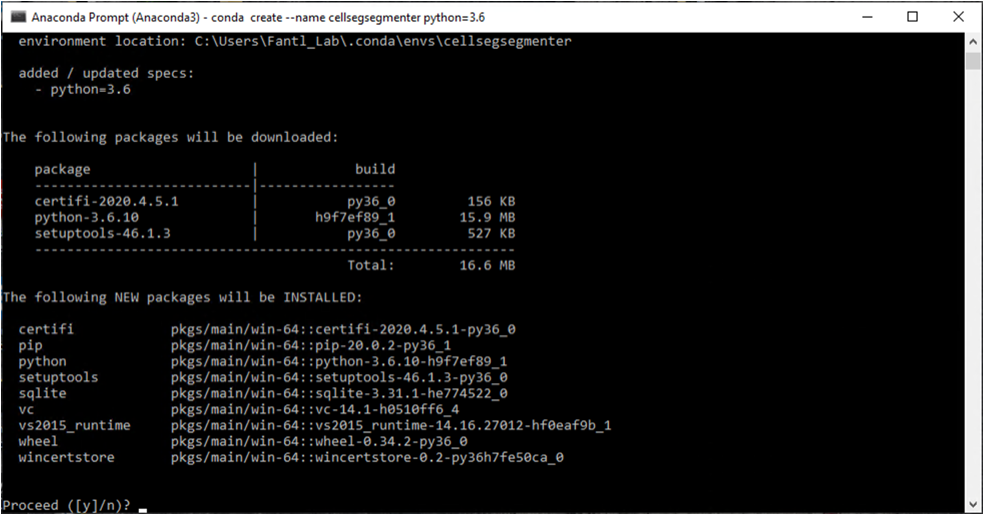 Anaconda Prompt (Anaconda3) - conda  create --name cellsegsegmenter python=3.6
environment location: C:\Users\Fantl_Lab\.conda\envs\cellsegsegmenter
added / updated specs:
- python=3.6
The following packages will be downloaded:
package                    |            build
---------------------------|-----------------
certifi-2020.4.5.1         |           py36_0         156 KB
python-3.6.10              |       h9f7ef89_1        15.9 MB
setuptools-46.1.3          |           py36_0         527 KB
------------------------------------------------------------
Total:        16.6 MB
The following NEW packages will be INSTALLED:
certifi            pkgs/main/win-64::certifi-2020.4.5.1-py36_0
pip                pkgs/main/win-64::pip-20.0.2-py36_1
python             pkgs/main/win-64::python-3.6.10-h9f7ef89_1
setuptools         pkgs/main/win-64::setuptools-46.1.3-py36_0
sqlite             pkgs/main/win-64::sqlite-3.31.1-he774522_0
vc                 pkgs/main/win-64::vc-14.1-h0510ff6_4
vs2015_runtime     pkgs/main/win-64::vs2015_runtime-14.16.27012-hf0eaf9b_1
wheel              pkgs/main/win-64::wheel-0.34.2-py36_0
wincertstore       pkgs/main/win-64::wincertstore-0.2-py36h7fe50ca_0
Proceed ([y]/n)? _